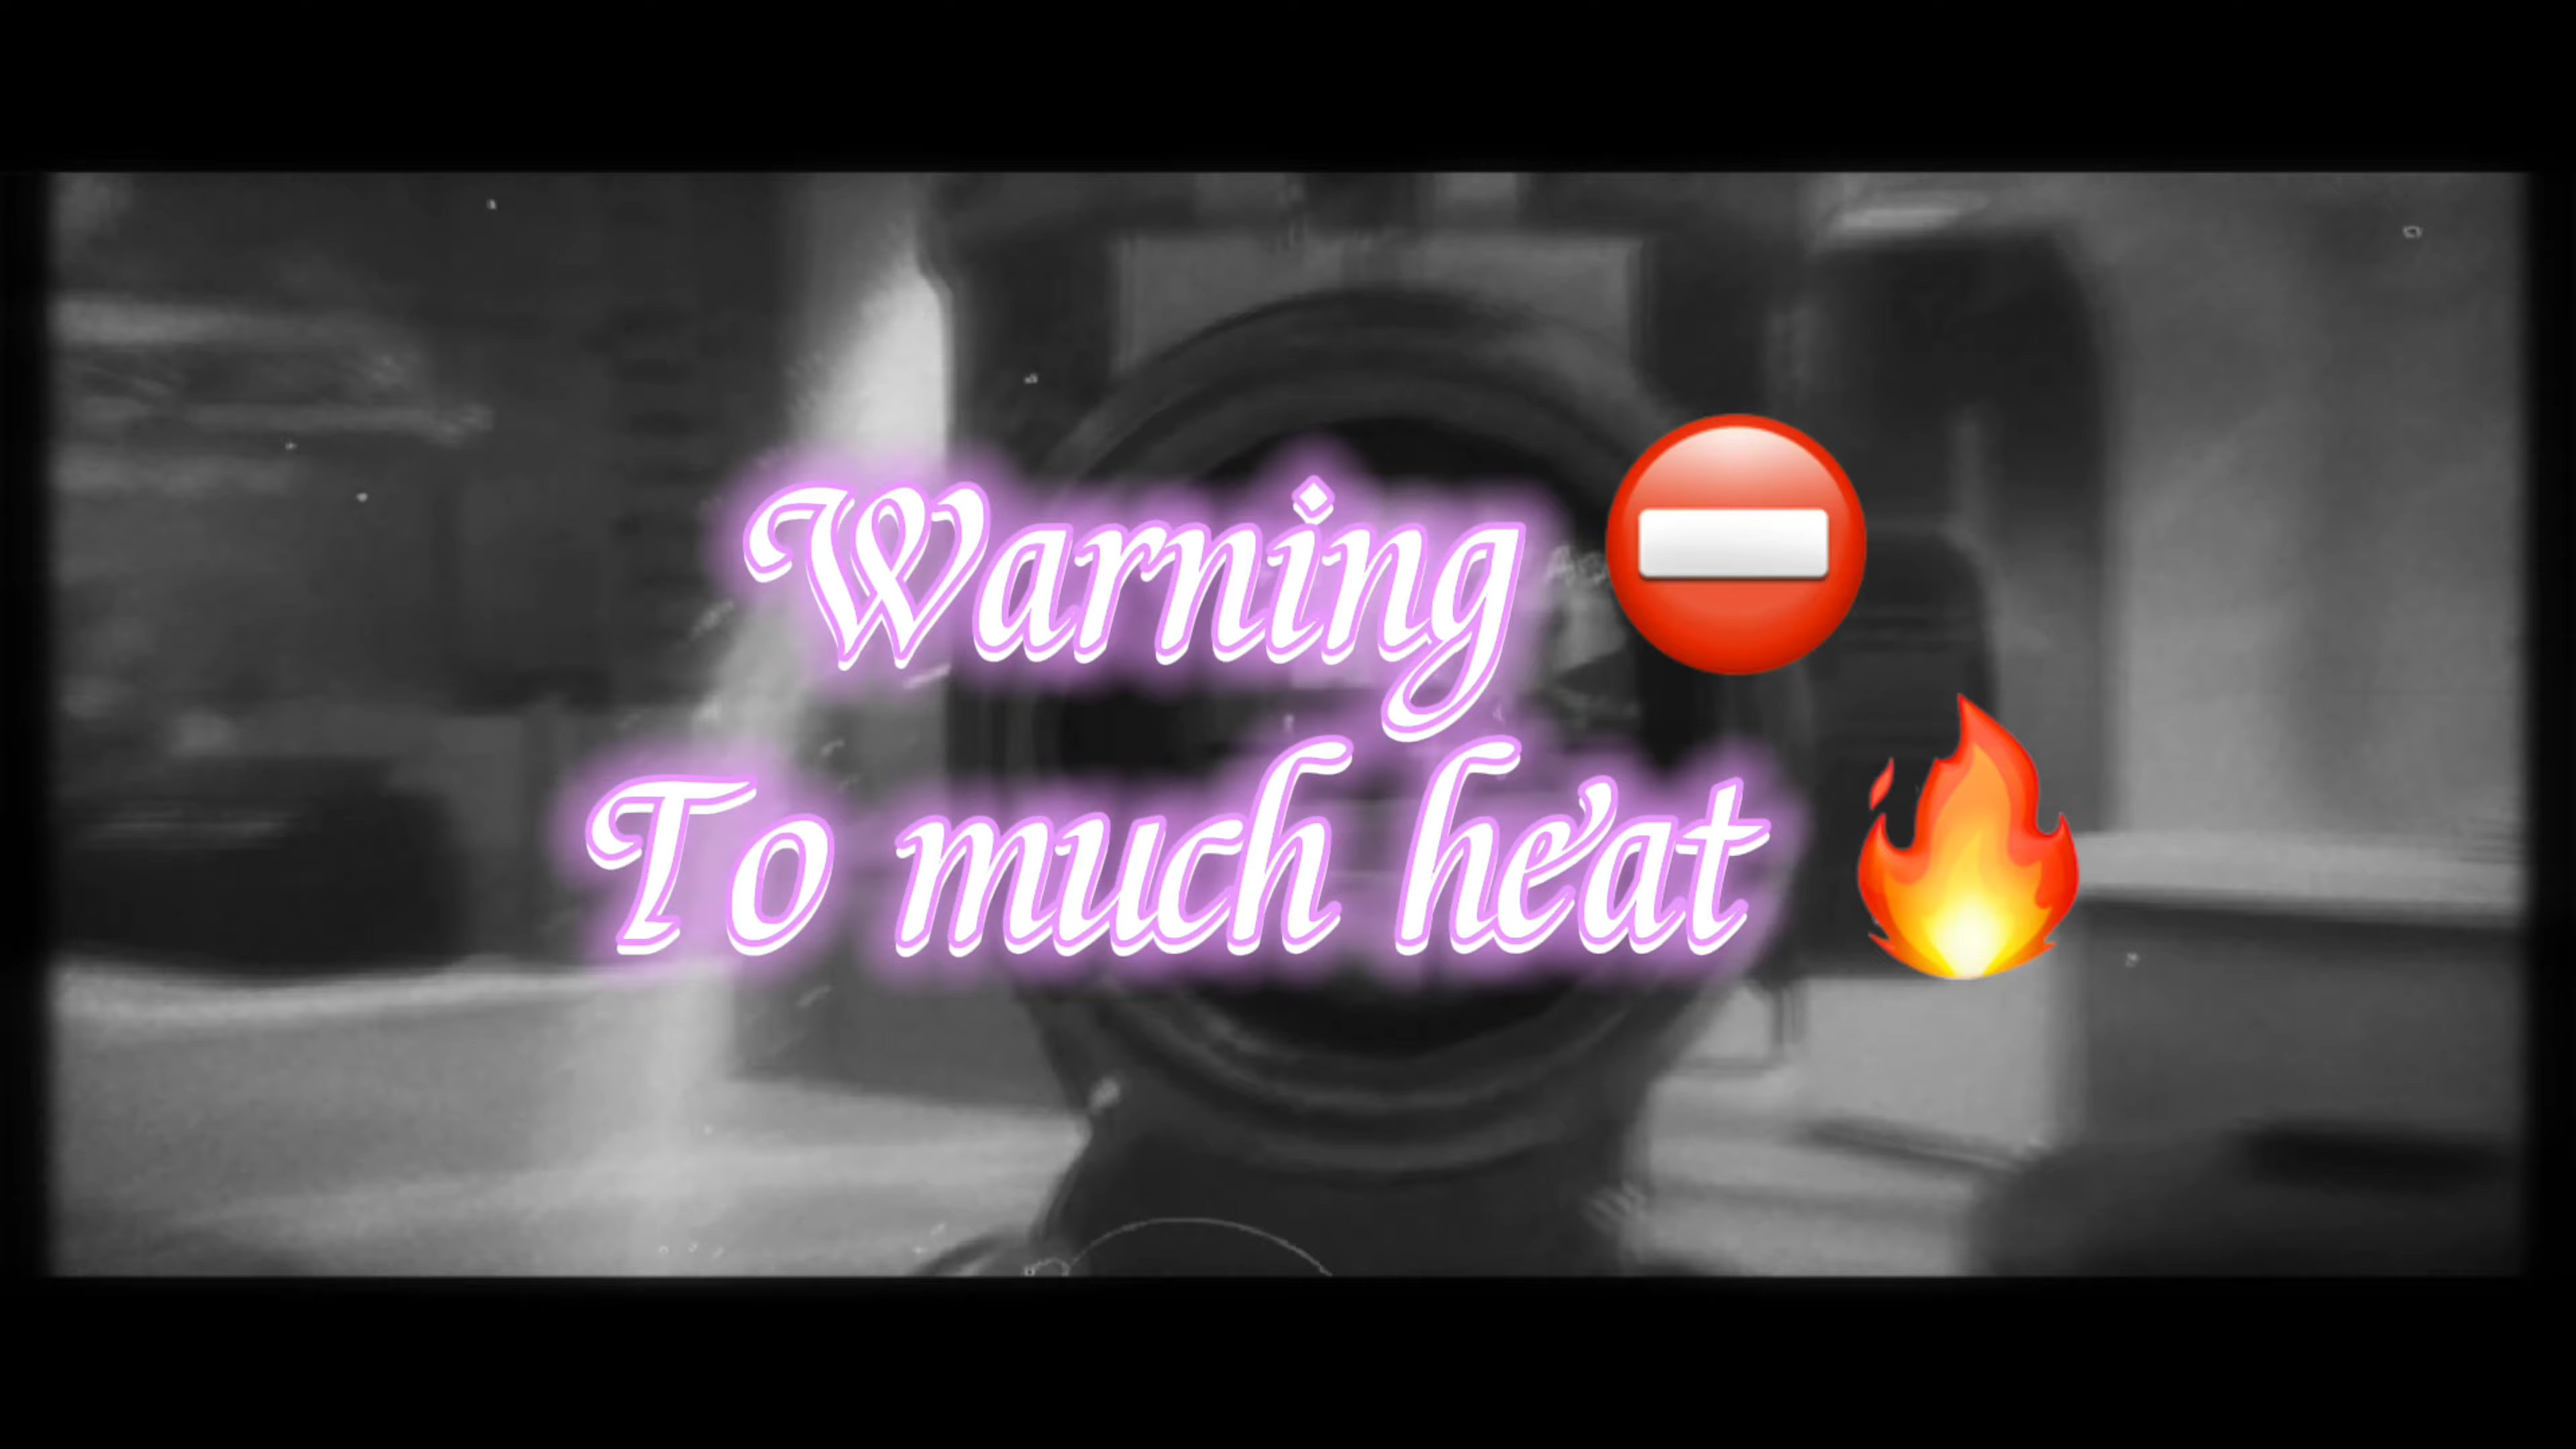 Warning ⛔
To much heat 🔥